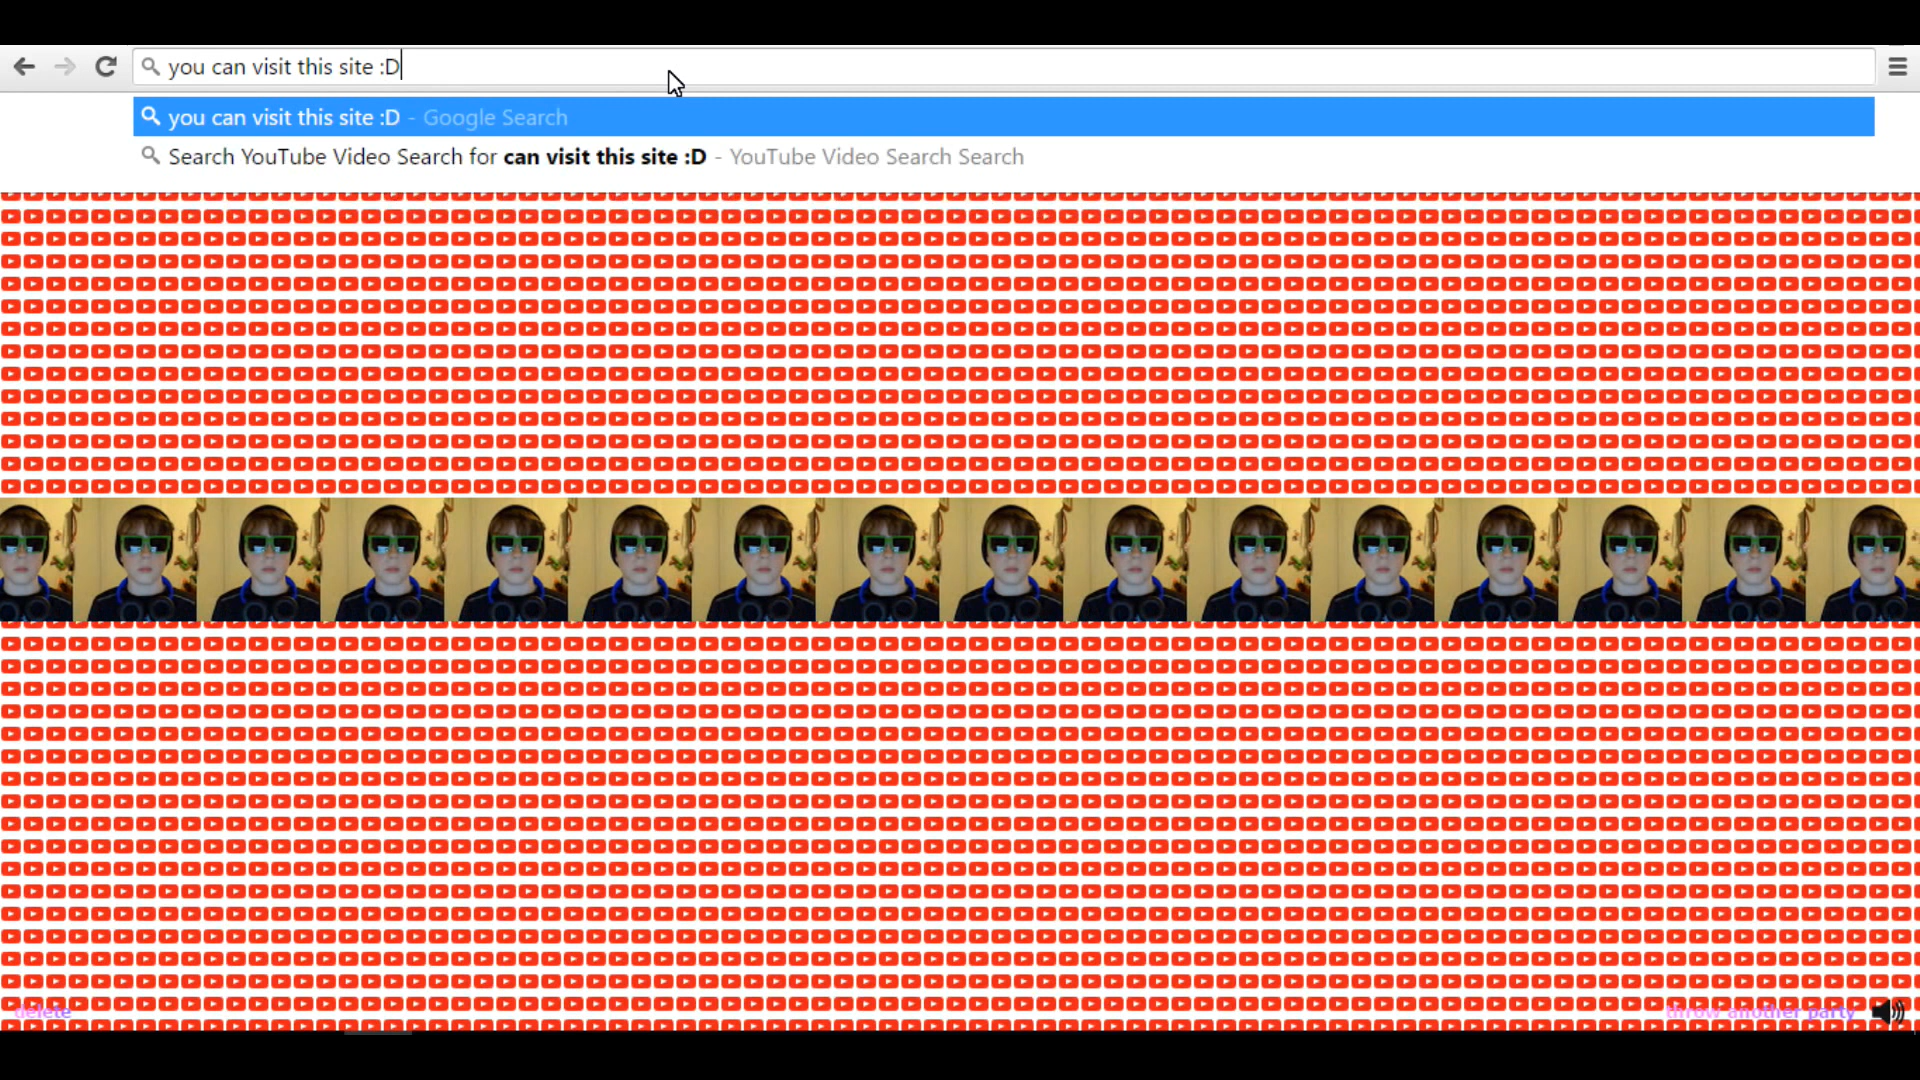 you can visit this site :D
you can visit this site :D - Google Search
Search YouTube Video Search for can visit this site :D - YouTube Video Search Search
delete
throw another party